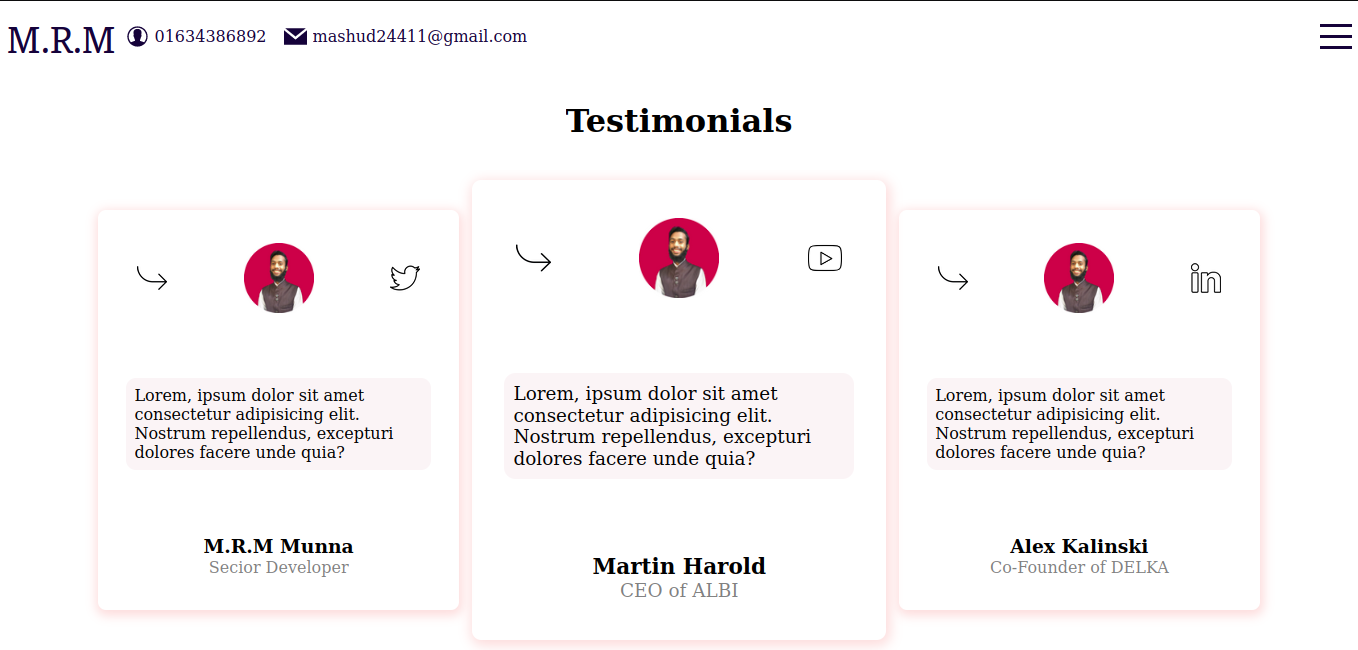 M.R.M 01634386892 mashud24411@gmail.com
Testimonials
Lorem, ipsum dolor sit amet
consectetur adipisicing elit.
Nostrum repellendus, excepturi
dolores facere unde quia?
M.R.M Munna
Secior Developer
Lorem, ipsum dolor sit amet
consectetur adipisicing elit.
Nostrum repellendus, excepturi
dolores facere unde quia?
Martin Harold
CEO of ALBI
in
Lorem, ipsum dolor sit amet
consectetur adipisicing elit.
Nostrum repellendus, excepturi
dolores facere unde quia?
Alex Kalinski
Co-Founder of DELKA